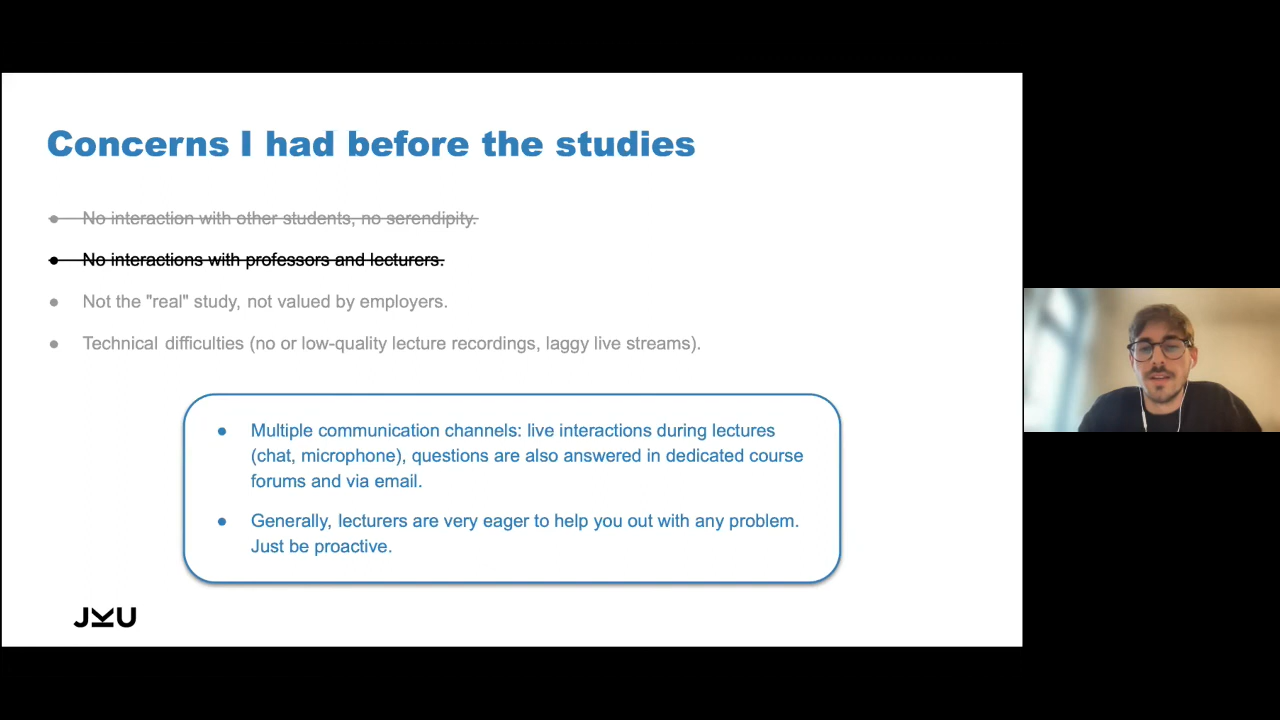 Concerns I had before the studies
● No interaction with other students, no serendipity.
● No interactions with professors and lecturers.
● Not the "real" study, not valued by employers.
● Technical difficulties (no or low-quality lecture recordings, laggy live streams).
● Multiple communication channels: live interactions during lectures
(chat, microphone), questions are also answered in dedicated course
forums and via email.
● Generally, lecturers are very eager to help you out with any problem.
Just be proactive.
JKU